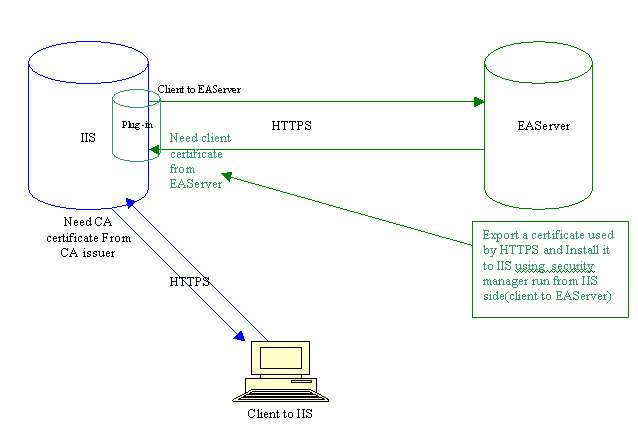 Client to EAServer
Plug-in
IIS
HTTPS
EAServer
Need client
certificate
from
EAServer
Need CA
certificate From
CA issuer
Export a certificate used
by HTTPS and Install it
to IIS using security
manager run from IIS
side(client to EAServer)
HTTPS
Client to IIS